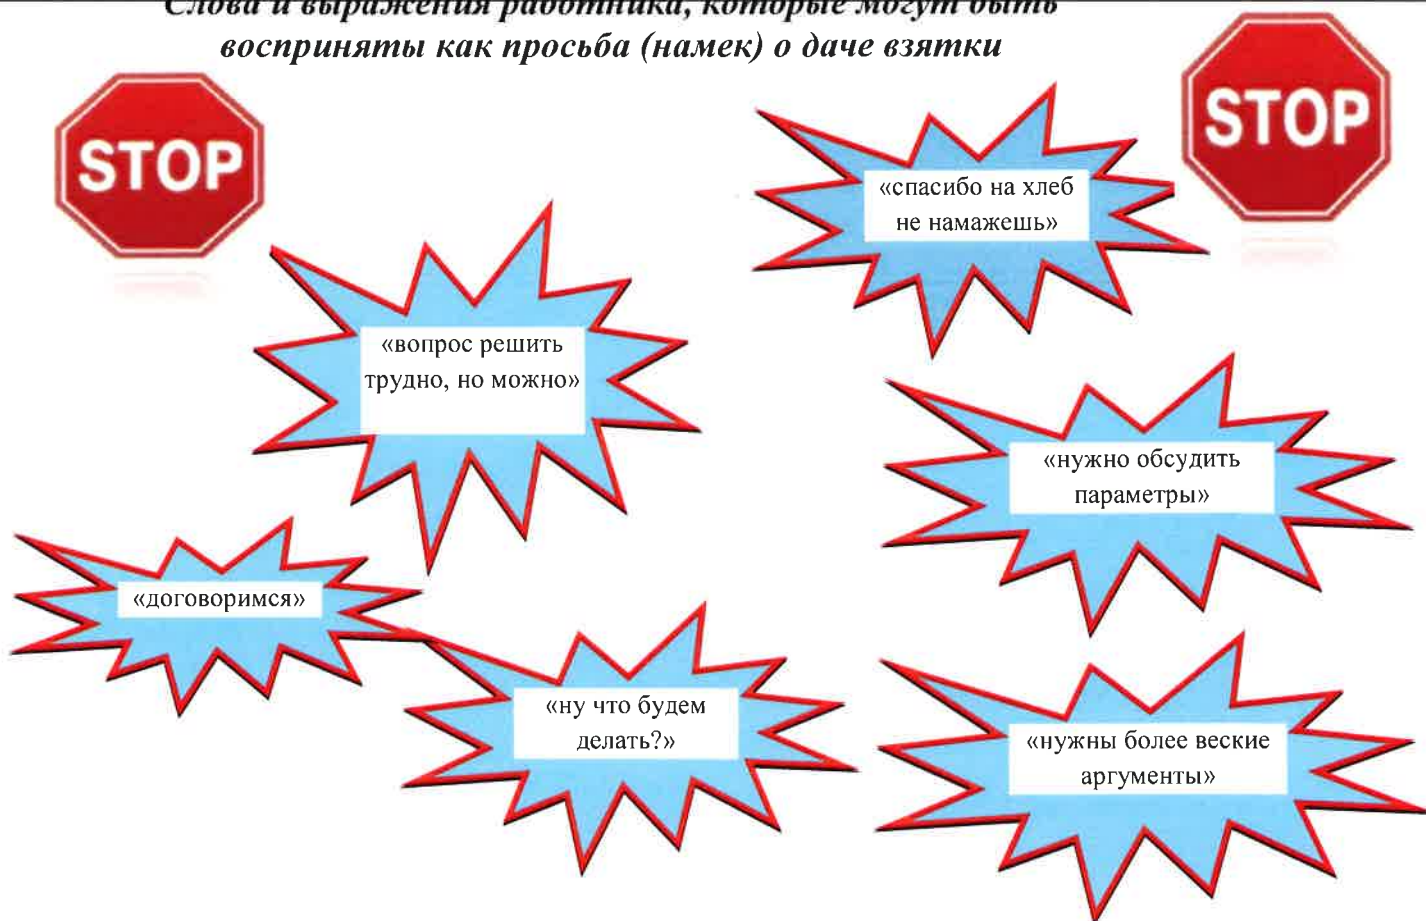 Слова и выражения работника, которые могут быть
восприняты как просьба (намек) о даче взятки
STOP
STOP
«спасибо на хлеб
не намажешь»
«вопрос решить
трудно, но можно»
«нужно обсудить
параметры»
«договоримся»
«ну что будем
делать?»
«нужны более веские
аргументы»